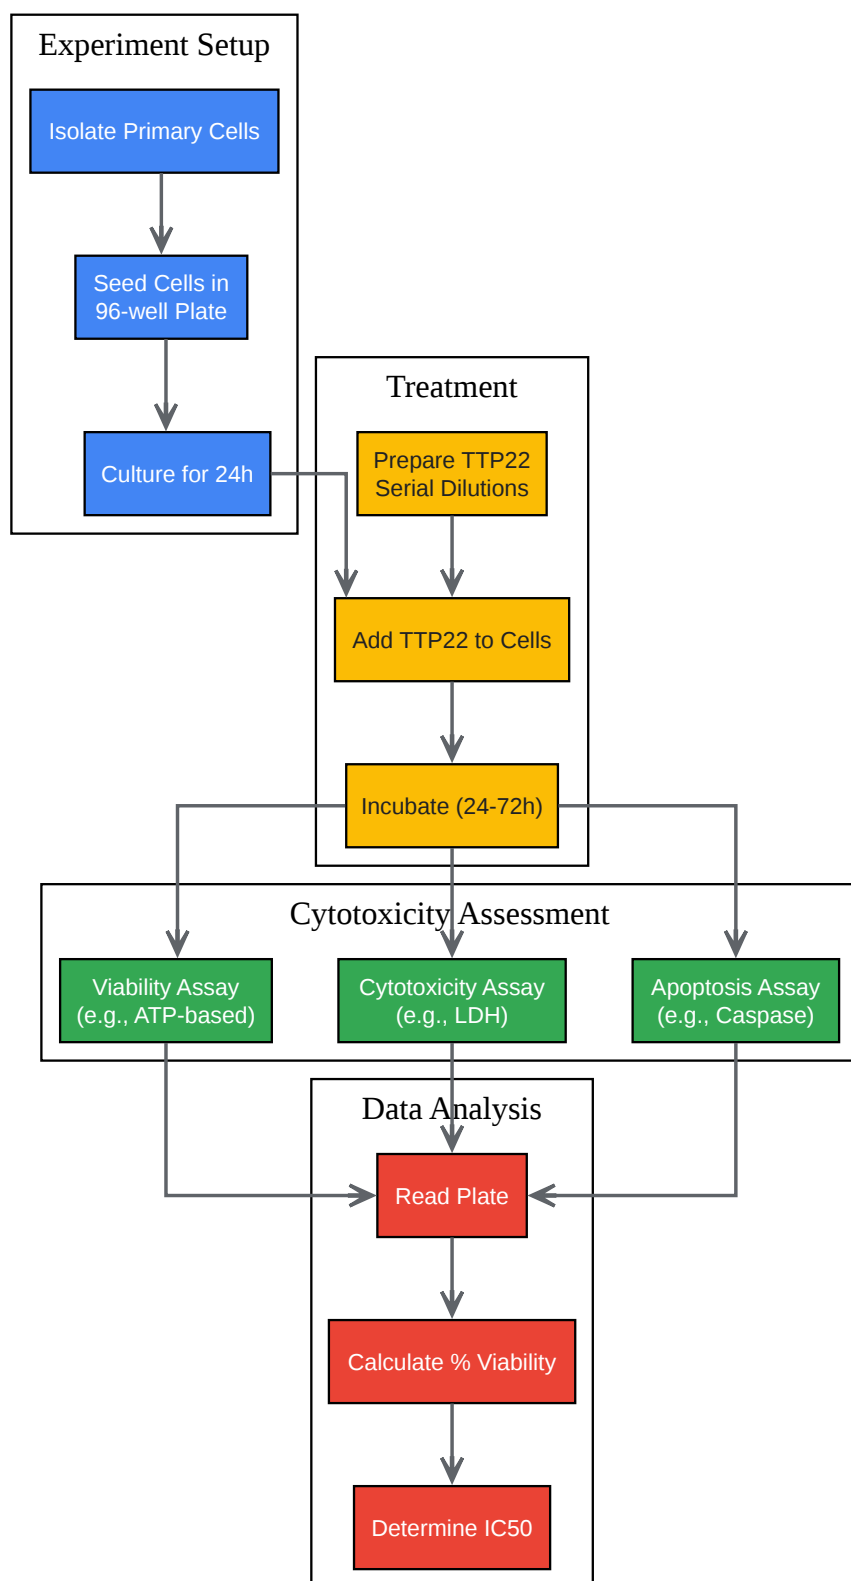 Experiment Setup
Isolate Primary Cells
Seed Cells in
96-well Plate
Culture for 24h
Treatment
Prepare TTP22
Serial Dilutions
Add TTP22 to Cells
Incubate (24-72h)
Cytotoxicity Assessment
Viability Assay
(e.g., ATP-based)
Cytotoxicity Assay
(e.g., LDH)
Apoptosis Assay
(e.g., Caspase)
Data Analysis
Read Plate
Calculate % Viability
Determine IC50